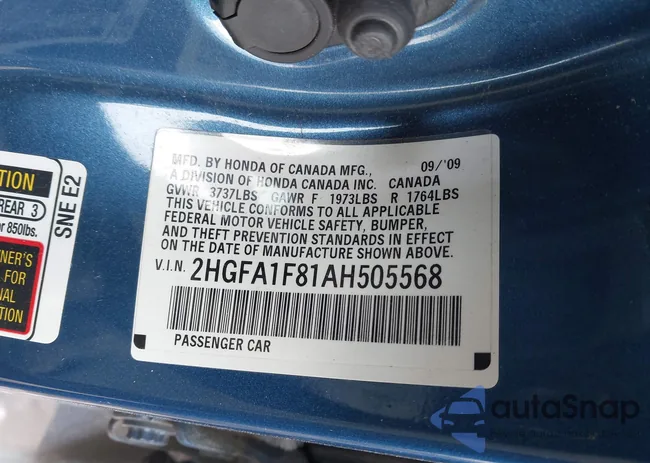 MFD. BY HONDA OF CANADA MFG., 09/'09
A DIVISION OF HONDA CANADA INC. CANADA
GVWR 3737LBS GAWR F 1973LBS R 1764LBS
THIS VEHICLE CONFORMS TO ALL APPLICABLE
FEDERAL MOTOR VEHICLE SAFETY, BUMPER,
AND THEFT PREVENTION STANDARDS IN EFFECT
ON THE DATE OF MANUFACTURE SHOWN ABOVE.
V.I.N. 2HGFA1F81AH505568
PASSENGER CAR
TION
REAR 3
r 850lbs.
SNE E2
NER'S
FOR
NAL
TION
autoSnap